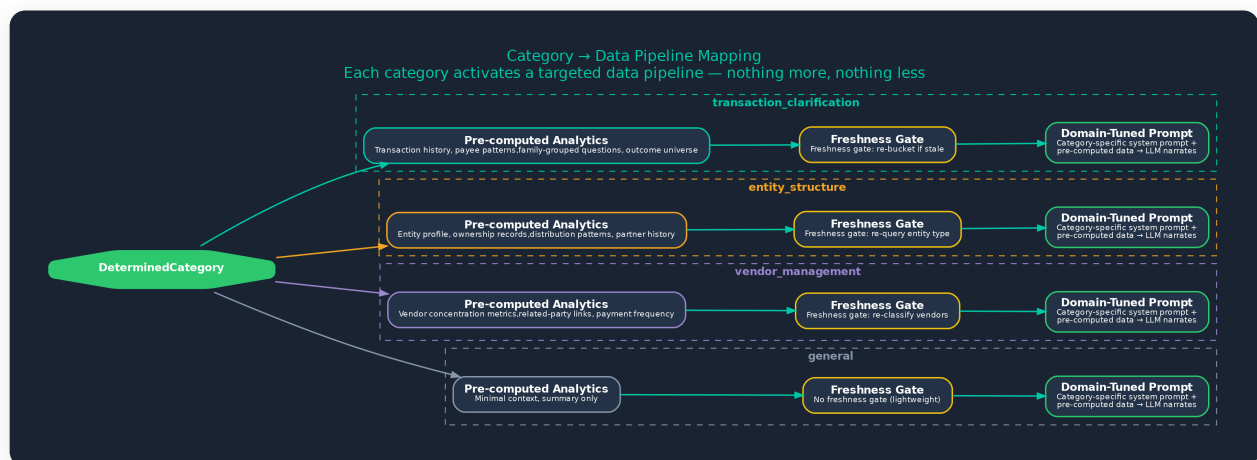 Category → Data Pipeline Mapping
Each category activates a targeted data pipeline — nothing more, nothing less
DeterminedCategory
transaction_clarification
Pre-computed Analytics
Transaction history, payee patterns,family-grouped questions, outcome universe
Freshness Gate
Freshness gate: re-bucket if stale
Domain-Tuned Prompt
Category-specific system prompt +
pre-computed data → LLM narrates
entity_structure
Pre-computed Analytics
Entity profile, ownership records,distribution patterns, partner history
Freshness Gate
Freshness gate: re-query entity type
Domain-Tuned Prompt
Category-specific system prompt +
pre-computed data → LLM narrates
vendor_management
Pre-computed Analytics
Vendor concentration metrics,related-party links, payment frequency
Freshness Gate
Freshness gate: re-classify vendors
Domain-Tuned Prompt
Category-specific system prompt +
pre-computed data → LLM narrates
general
Pre-computed Analytics
Minimal context, summary only
Freshness Gate
No freshness gate (lightweight)
Domain-Tuned Prompt
Category-specific system prompt +
pre-computed data → LLM narrates